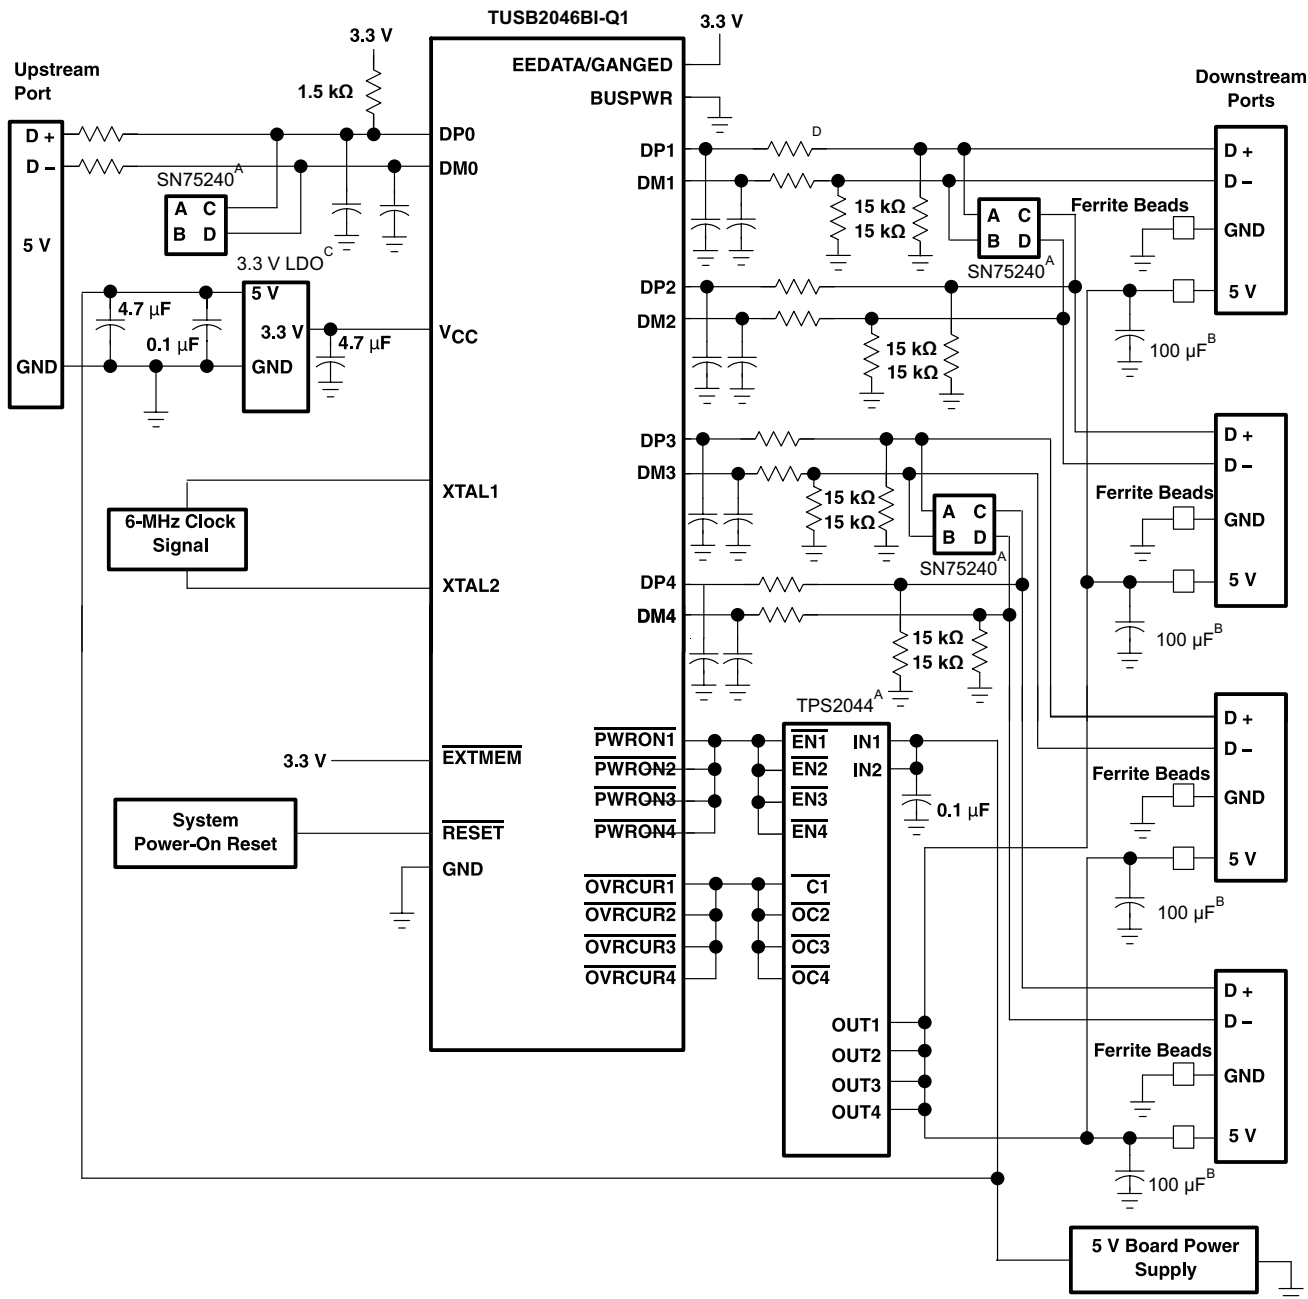 TUSB2046BI-Q1
3.3 V
3.3 V
Upstream
Port
1.5 kΩ
EEDATA/GANGED
BUSPWR
Downstream
Ports
D +
D −
5 V
GND
DP0
DM0
SN75240A
A C
B D
3.3 V LDOC
5 V
3.3 V
GND
4.7 µF
0.1 µF
4.7 µF
VCC
XTAL1
6-MHz Clock
Signal
XTAL2
3.3 V
EXTMEM
System
Power-On Reset
RESET
GND
DP1
DM1
D
15 kΩ
15 kΩ
A C
B D
SN75240A
DP2
DM2
15 kΩ
15 kΩ
DP3
DM3
15 kΩ
15 kΩ
A C
B D
SN75240A
DP4
DM4
15 kΩ
15 kΩ
PWRON1
PWRON2
PWRON3
PWRON4
OVRCUR1
OVRCUR2
OVRCUR3
OVRCUR4
TPS2044A
EN1 IN1
EN2 IN2
EN3
EN4
C1
OC2
OC3
OC4
OUT1
OUT2
OUT3
OUT4
0.1 µF
D +
D −
Ferrite Beads
GND
5 V
100 µFB
D +
D −
Ferrite Beads
GND
5 V
100 µFB
D +
D −
Ferrite Beads
GND
5 V
100 µFB
D +
D −
Ferrite Beads
GND
5 V
100 µFB
5 V Board Power
Supply